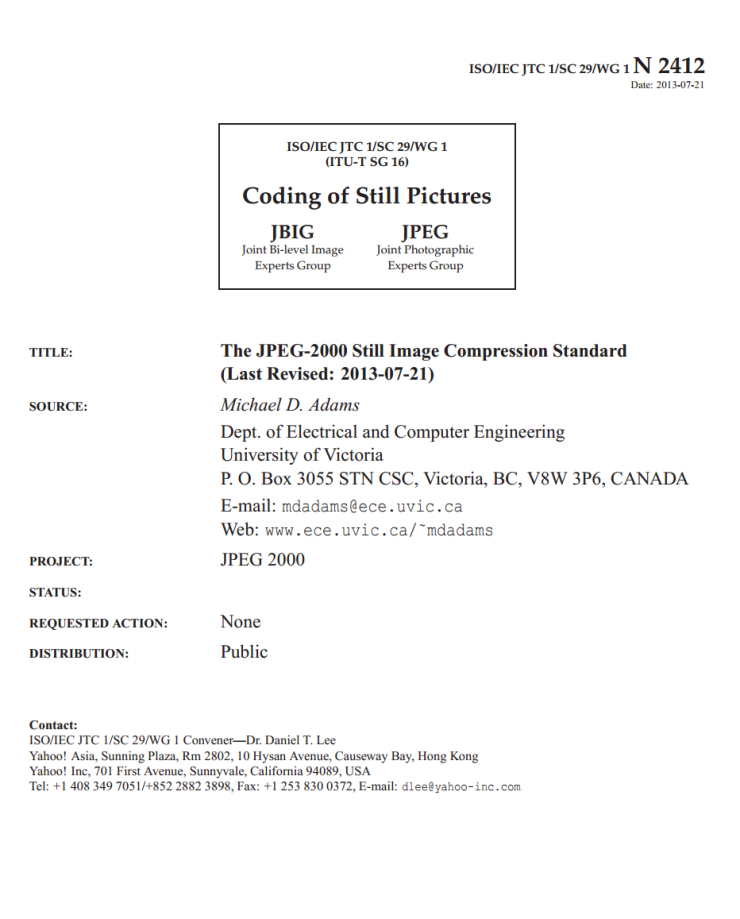 ISO/IEC JTC 1/SC 29/WG 1 N 2412
Date: 2013-07-21
ISO/IEC JTC 1/SC 29/WG 1
(ITU-T SG 16)
Coding of Still Pictures
JBIG JPEG
Joint Bi-level Image Joint Photographic
Experts Group Experts Group
TITLE: The JPEG-2000 Still Image Compression Standard
(Last Revised: 2013-07-21)
SOURCE: Michael D. Adams
Dept. of Electrical and Computer Engineering
University of Victoria
P. O. Box 3055 STN CSC, Victoria, BC, V8W 3P6, CANADA
E-mail: mdadams@ece.uvic.ca
Web: www.ece.uvic.ca/~mdadams
PROJECT: JPEG 2000
STATUS:
REQUESTED ACTION: None
DISTRIBUTION: Public
Contact:
ISO/IEC JTC 1/SC 29/WG 1 Convener—Dr. Daniel T. Lee
Yahoo! Asia, Sunning Plaza, Rm 2802, 10 Hysan Avenue, Causeway Bay, Hong Kong
Yahoo! Inc, 701 First Avenue, Sunnyvale, California 94089, USA
Tel: +1 408 349 7051/+852 2882 3898, Fax: +1 253 830 0372, E-mail: dlee@yahoo-inc.com